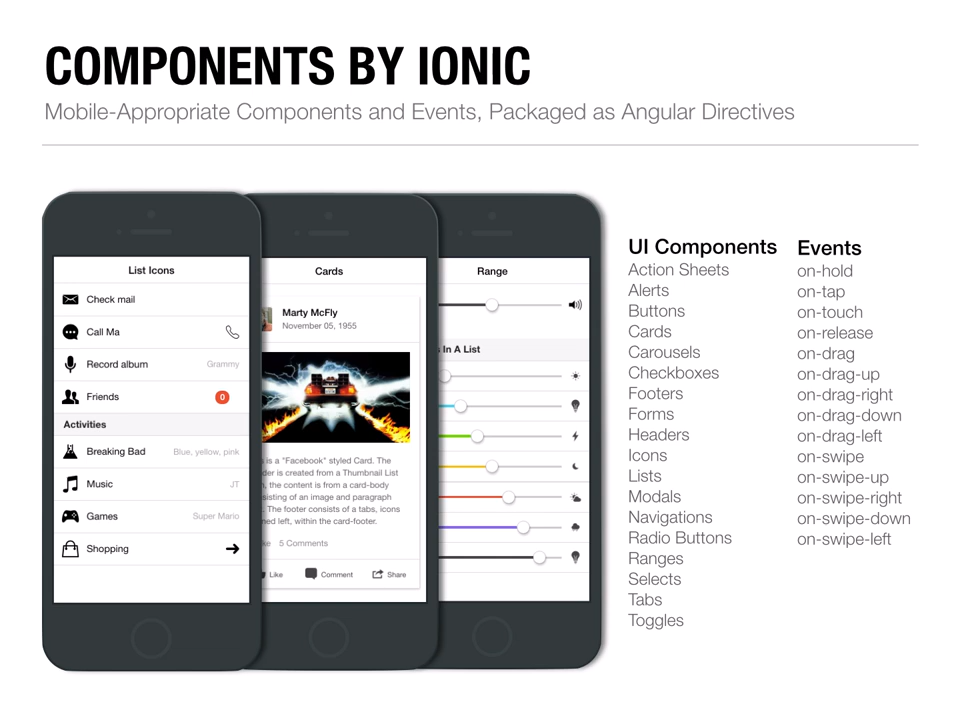 COMPONENTS BY IONIC
Mobile-Appropriate Components and Events, Packaged as Angular Directives
List Icons
Check mail
Call Ma
Record album Grammy
Friends 0
Activities
Breaking Bad Blue, yellow, pink
Music JT
Games Super Mario
Shopping
Cards
Marty McFly
November 05, 1955
is a "Facebook" styled Card. The
is created from a Thumbnail List
the content is from a card-body
of an image and paragraph
The footer consists of a tabs, icons
left, within the card-footer.
5 Comments
Like Comment Share
Range
In A List
UI Components
Action Sheets
Alerts
Buttons
Cards
Carousels
Checkboxes
Footers
Forms
Headers
Icons
Lists
Modals
Navigations
Radio Buttons
Ranges
Selects
Tabs
Toggles
Events
on-hold
on-tap
on-touch
on-release
on-drag
on-drag-up
on-drag-right
on-drag-down
on-drag-left
on-swipe
on-swipe-up
on-swipe-right
on-swipe-down
on-swipe-left